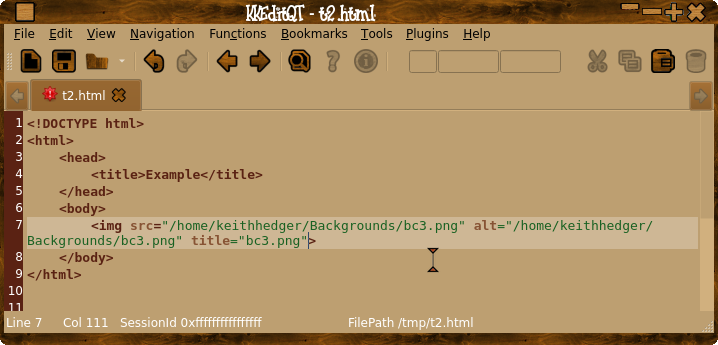 KKEditQT - t2.html
File Edit View Navigation Functions Bookmarks Tools Plugins Help
t2.html
1 <!DOCTYPE html>
2 <html>
3     <head>
4         <title>Example</title>
5     </head>
6     <body>
7         <img src="/home/keithhedger/Backgrounds/bc3.png" alt="/home/keithhedger/
Backgrounds/bc3.png" title="bc3.png">
8     </body>
9 </html>
10
11
Line 7 Col 111 SessionId 0xffffffffffffffff FilePath /tmp/t2.html